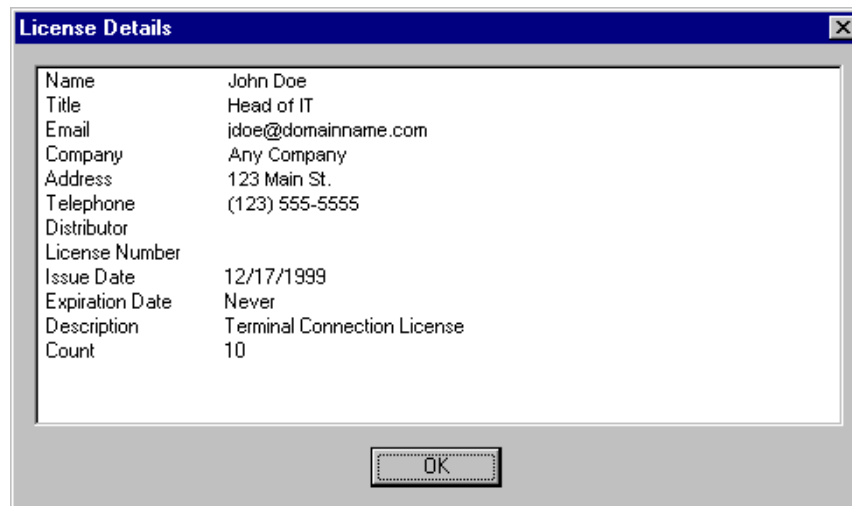 License Details
Name John Doe
Title Head of IT
Email jdoe@domainname.com
Company Any Company
Address 123 Main St.
Telephone (123) 555-5555
Distributor
License Number
Issue Date 12/17/1999
Expiration Date Never
Description Terminal Connection License
Count 10
OK